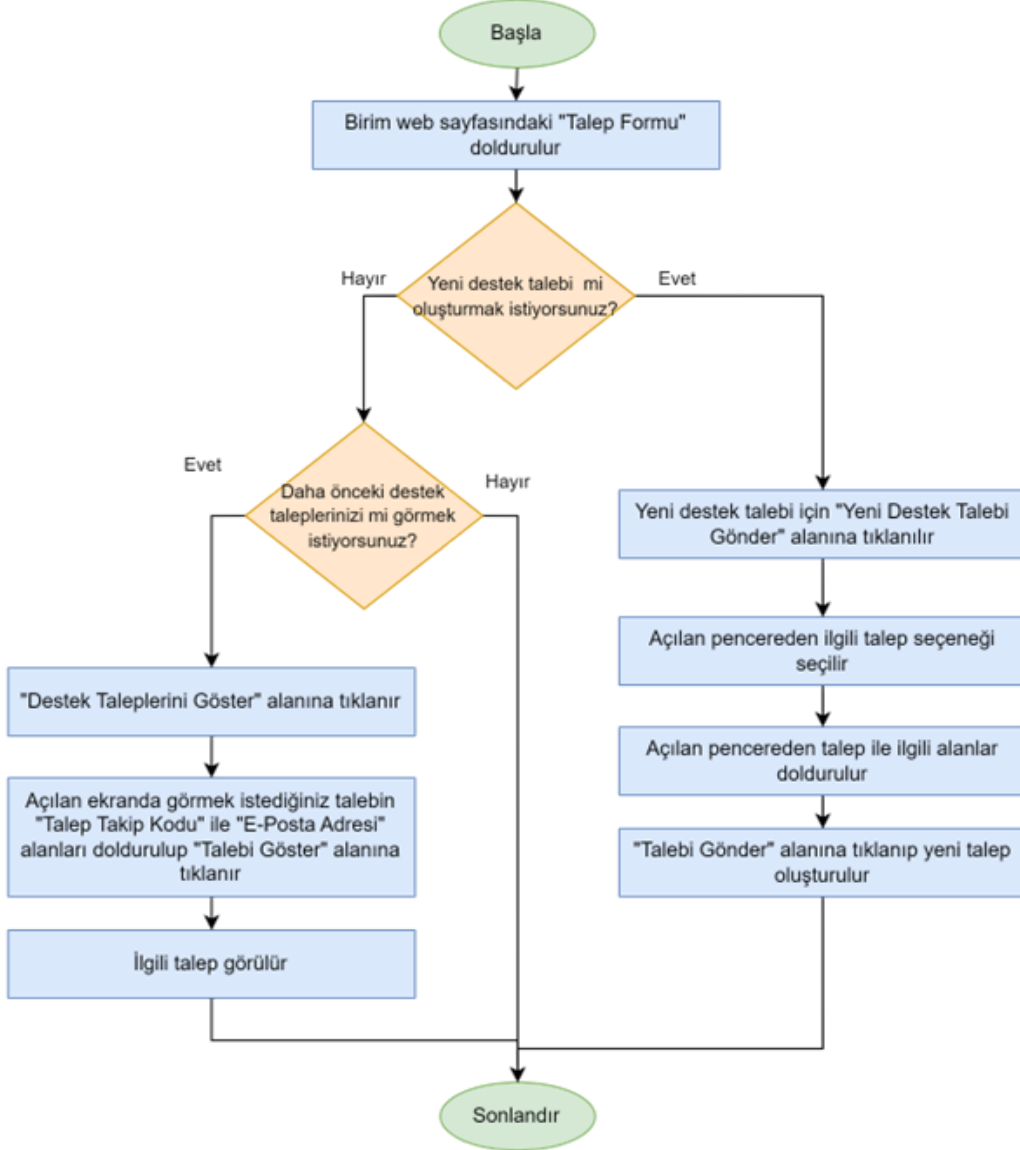 Başla
Birim web sayfasındaki "Talep Formu"
doldurulur
Hayır
Evet
Yeni destek talebi mi
oluşturmak istiyorsunuz?
Evet
Hayır
Daha önceki destek
taleplerinizi mi görmek
istiyorsunuz?
Yeni destek talebi için "Yeni Destek Talebi
Gönder" alanına tıklanılır
Açılan pencereden ilgili talep seçeneği
seçilir
"Destek Taleplerini Göster" alanına tıklanır
Açılan pencereden talep ile ilgili alanlar
doldurulur
Açılan ekranda görmek istediğiniz talebin
"Talep Takip Kodu" ile "E-Posta Adresi"
alanları doldurulup "Talebi Göster" alanına
tıklanır
"Talebi Gönder" alanına tıklanıp yeni talep
oluşturulur
İlgili talep görülür
Sonlandır